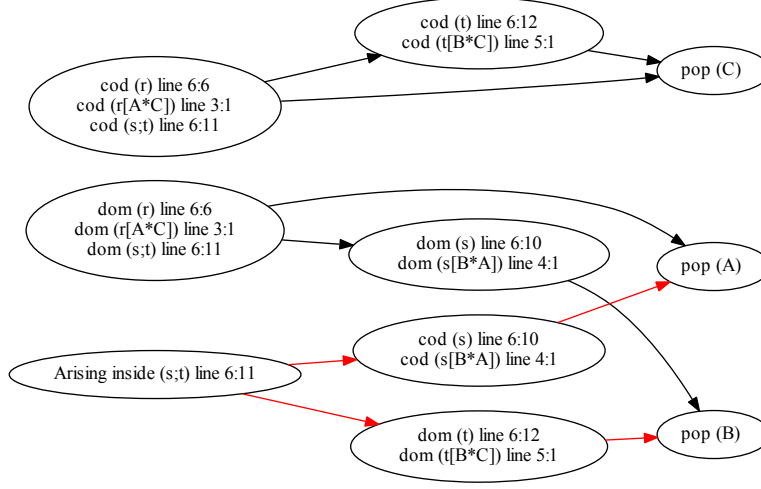 cod (t) line 6:12
cod (t[B*C]) line 5:1
pop (C)
cod (r) line 6:6
cod (r[A*C]) line 3:1
cod (s;t) line 6:11
dom (r) line 6:6
dom (r[A*C]) line 3:1
dom (s;t) line 6:11
dom (s) line 6:10
dom (s[B*A]) line 4:1
pop (A)
cod (s) line 6:10
cod (s[B*A]) line 4:1
Arising inside (s;t) line 6:11
dom (t) line 6:12
dom (t[B*C]) line 5:1
pop (B)